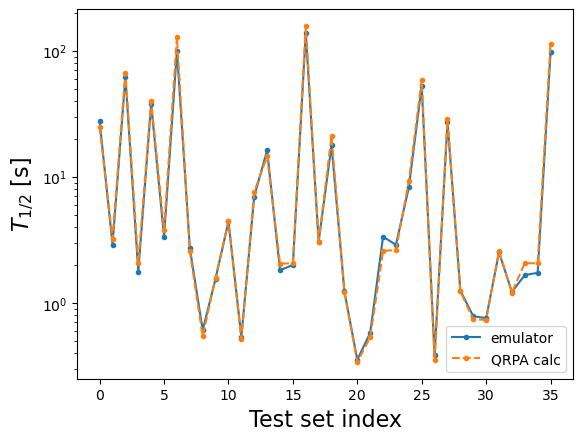 10²
10¹
10⁰
T₁/₂ [s]
0 5 10 15 20 25 30 35
Test set index
emulator
QRPA calc